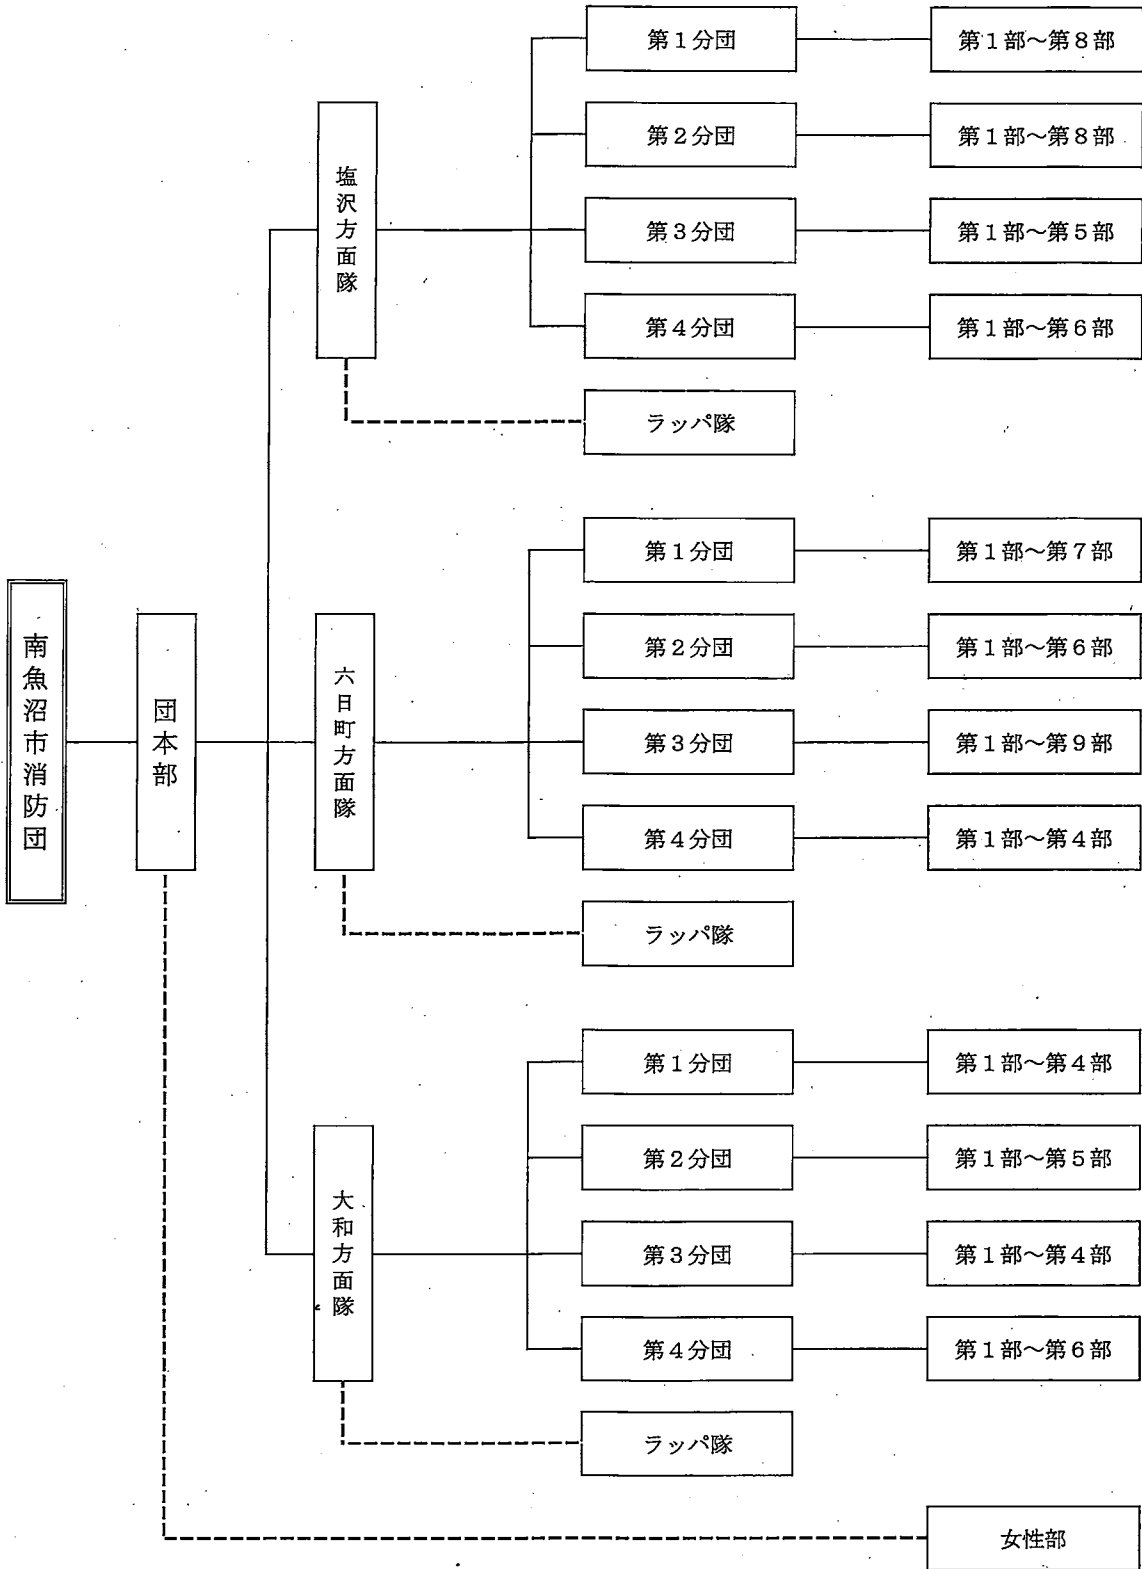 南魚沼市消防団
団本部
塩沢方面隊
第1分団
第1部～第8部
第2分団
第1部～第8部
第3分団
第1部～第5部
第4分団
第1部～第6部
ラッパ隊
六日町方面隊
第1分団
第1部～第7部
第2分団
第1部～第6部
第3分団
第1部～第9部
第4分団
第1部～第4部
ラッパ隊
大和方面隊
第1分団
第1部～第4部
第2分団
第1部～第5部
第3分団
第1部～第4部
第4分団
第1部～第6部
ラッパ隊
女性部